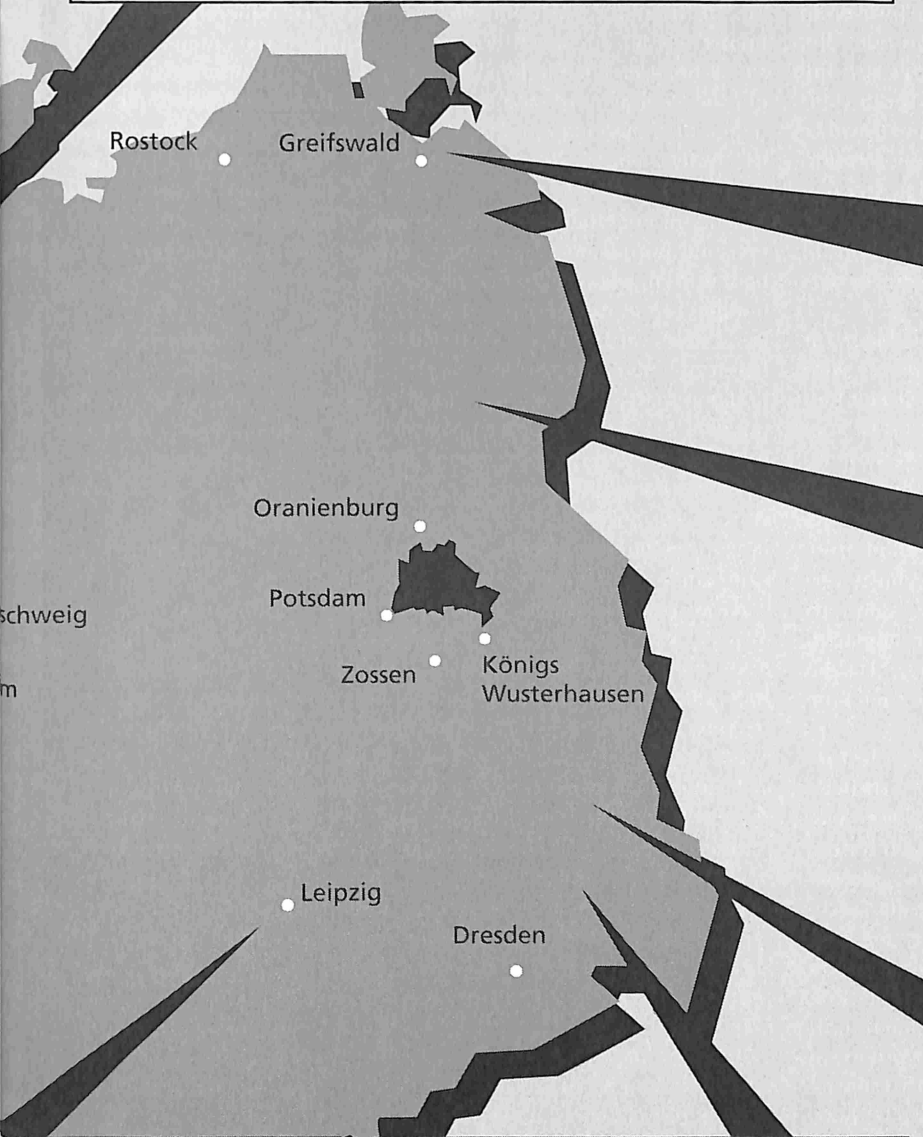 Rostock
Greifswald
Oranienburg
Potsdam
schweig
Zossen
Königs
Wusterhausen
m
Leipzig
Dresden